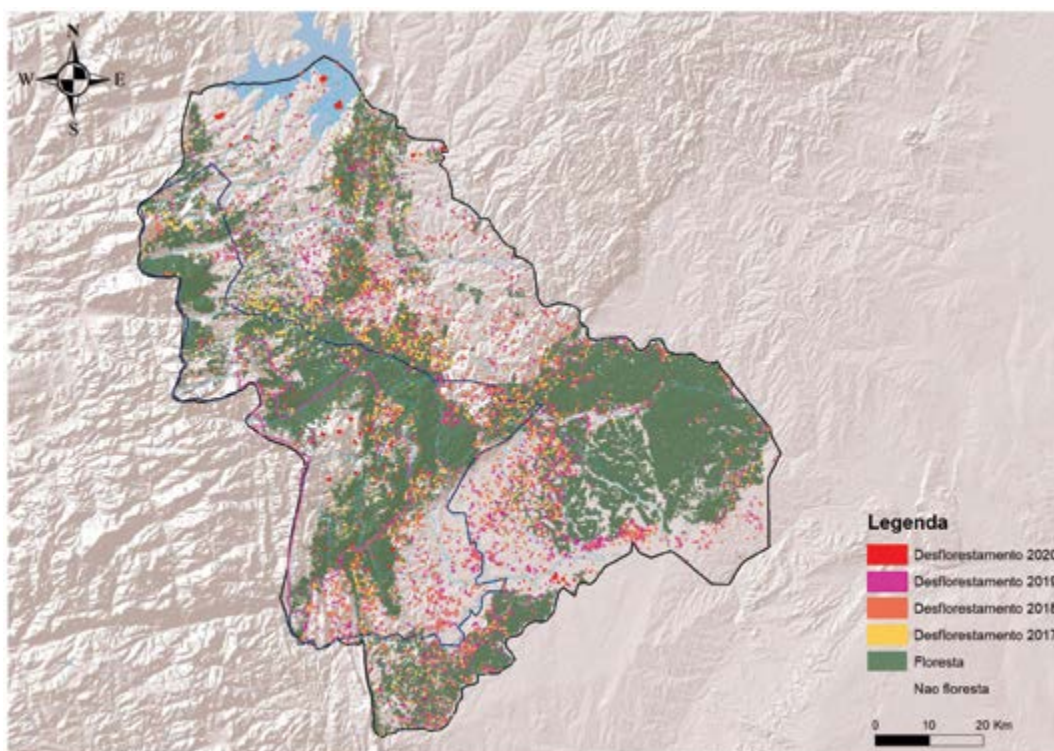 N
W E
S
Legenda
Desflorestamento 2020
Desflorestamento 2019
Desflorestamento 2018
Desflorestamento 2017
Floresta
Nao floresta
0 10 20 Km